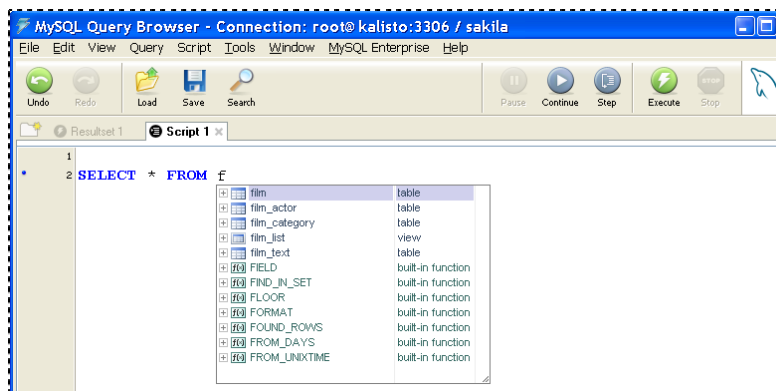 MySQL Query Browser - Connection: root@kalisto:3306 / sakila
File Edit View Query Script Tools Window MySQL Enterprise Help
Undo Redo Load Save Search Pause Continue Step Execute Stop
Resultset 1 Script 1
1
2 SELECT * FROM f
film table
film_actor table
film_category table
film_list view
film_text table
f(x) FIELD built-in function
f(x) FIND_IN_SET built-in function
f(x) FLOOR built-in function
f(x) FORMAT built-in function
f(x) FOUND_ROWS built-in function
f(x) FROM_DAYS built-in function
f(x) FROM_UNIXTIME built-in function